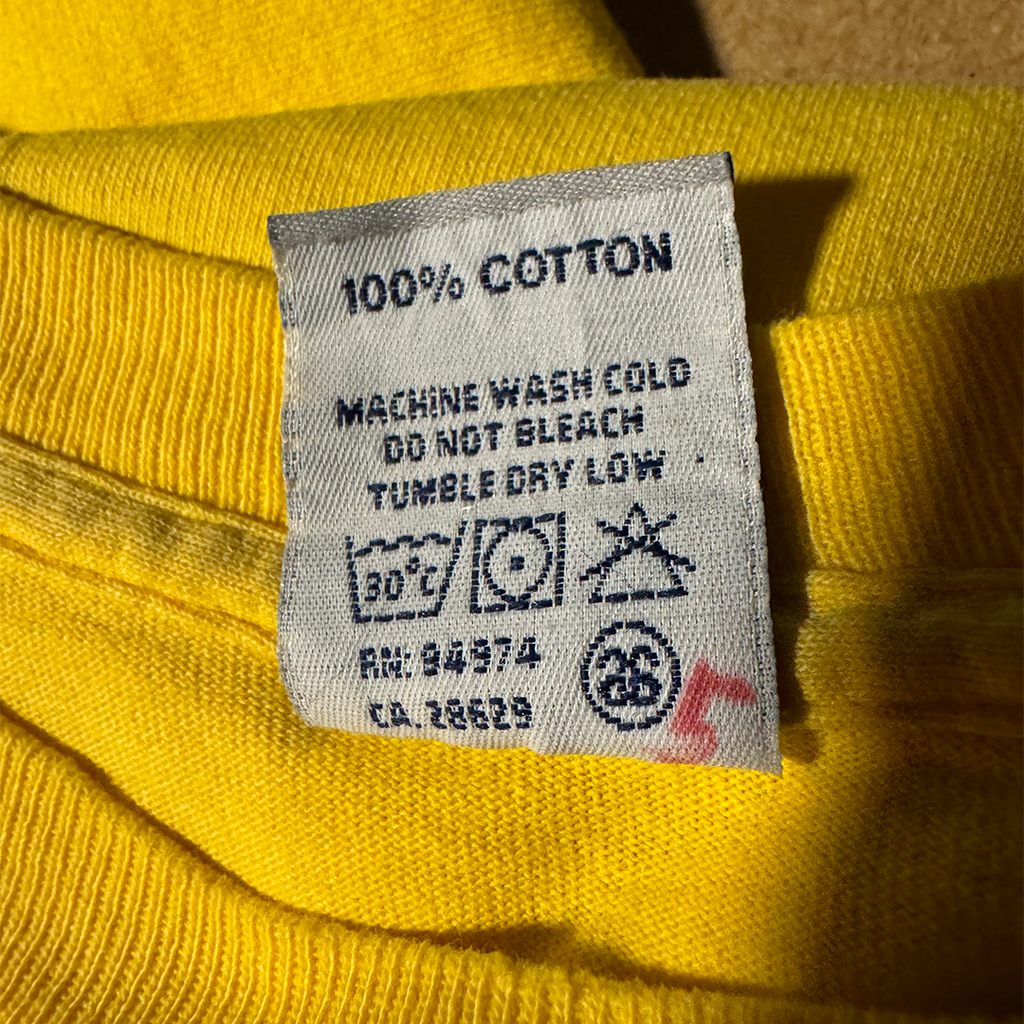 100% COTTON
MACHINE WASH COLD
DO NOT BLEACH
TUMBLE DRY LOW
30°C
RN: 94974
CA. 28629
5